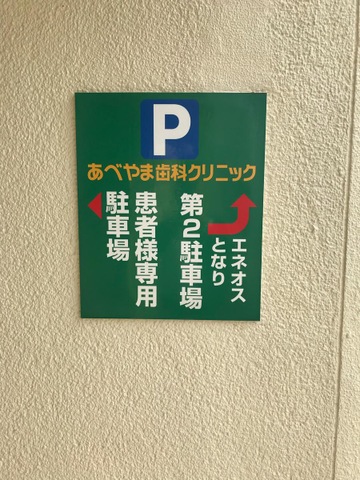 P
あべやま歯科クリニック
エネオス
となり
第2駐車場
患者様専用
駐車場